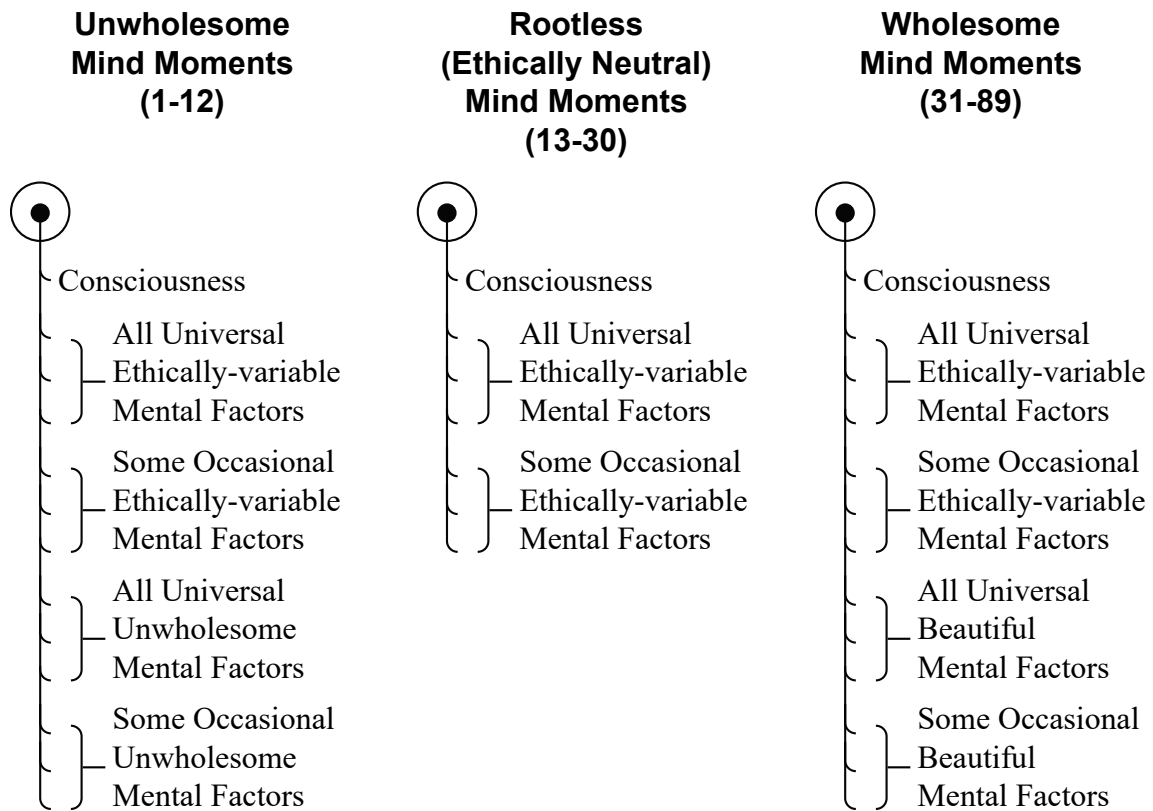 Unwholesome
Mind Moments
(1-12)
Rootless
(Ethically Neutral)
Mind Moments
(13-30)
Wholesome
Mind Moments
(31-89)
Consciousness
All Universal
Ethically-variable
Mental Factors
Some Occasional
Ethically-variable
Mental Factors
All Universal
Unwholesome
Mental Factors
Some Occasional
Unwholesome
Mental Factors
Consciousness
All Universal
Ethically-variable
Mental Factors
Some Occasional
Ethically-variable
Mental Factors
Consciousness
All Universal
Ethically-variable
Mental Factors
Some Occasional
Ethically-variable
Mental Factors
All Universal
Beautiful
Mental Factors
Some Occasional
Beautiful
Mental Factors